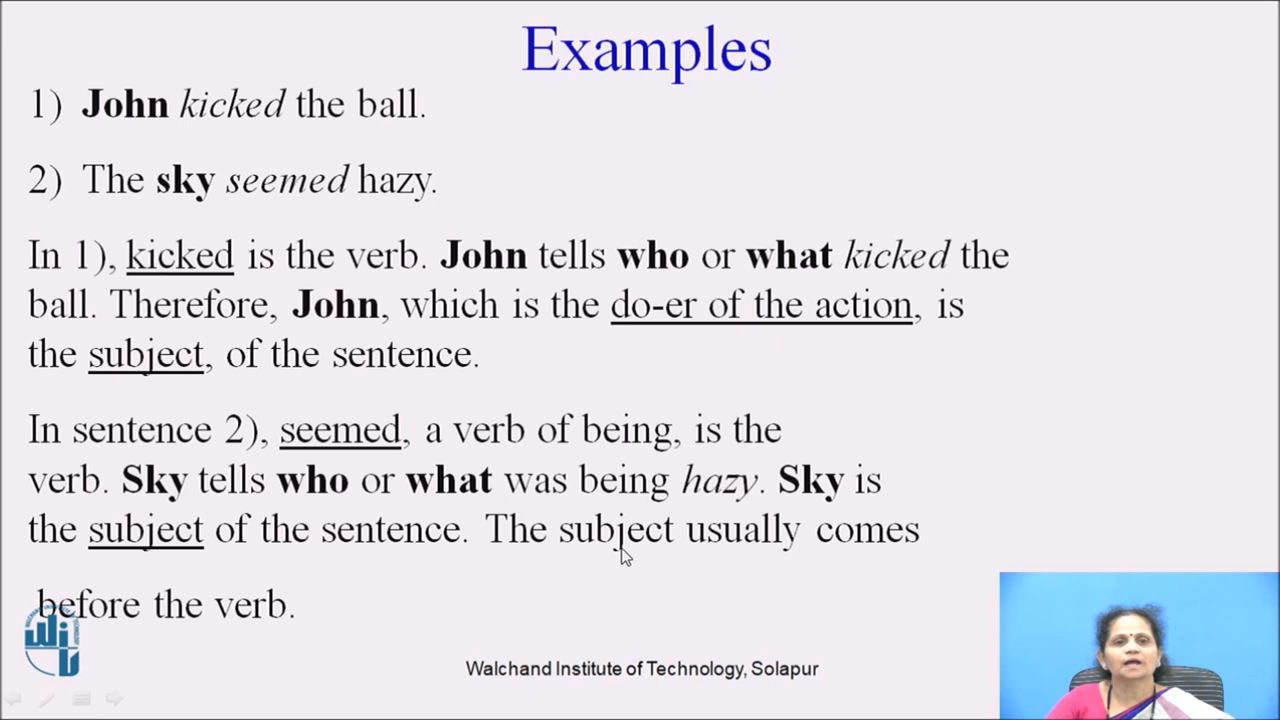 Examples
1) John kicked the ball.
2) The sky seemed hazy.
In 1), kicked is the verb. John tells who or what kicked the
ball. Therefore, John, which is the do-er of the action, is
the subject, of the sentence.
In sentence 2), seemed, a verb of being, is the
verb. Sky tells who or what was being hazy. Sky is
the subject of the sentence. The subject usually comes
before the verb.
WIT
Walchand Institute of Technology, Solapur